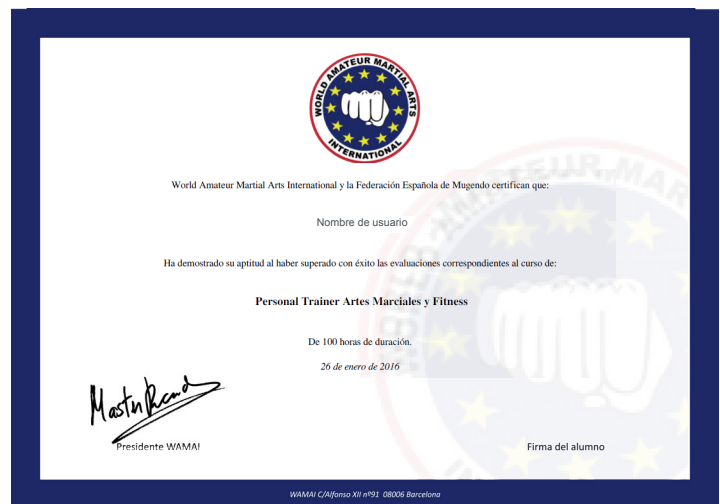 WORLD AMATEUR MARTIAL ARTS
INTERNATIONAL
World Amateur Martial Arts International y la Federación Española de Mugendo certifican que:
Nombre de usuario
Ha demostrado su aptitud al haber superado con éxito las evaluaciones correspondientes al curso de:
Personal Trainer Artes Marciales y Fitness
De 100 horas de duración.
26 de enero de 2016
Presidente WAMAI
Firma del alumno
WAMAI C/Alfonso XII nº91 08006 Barcelona